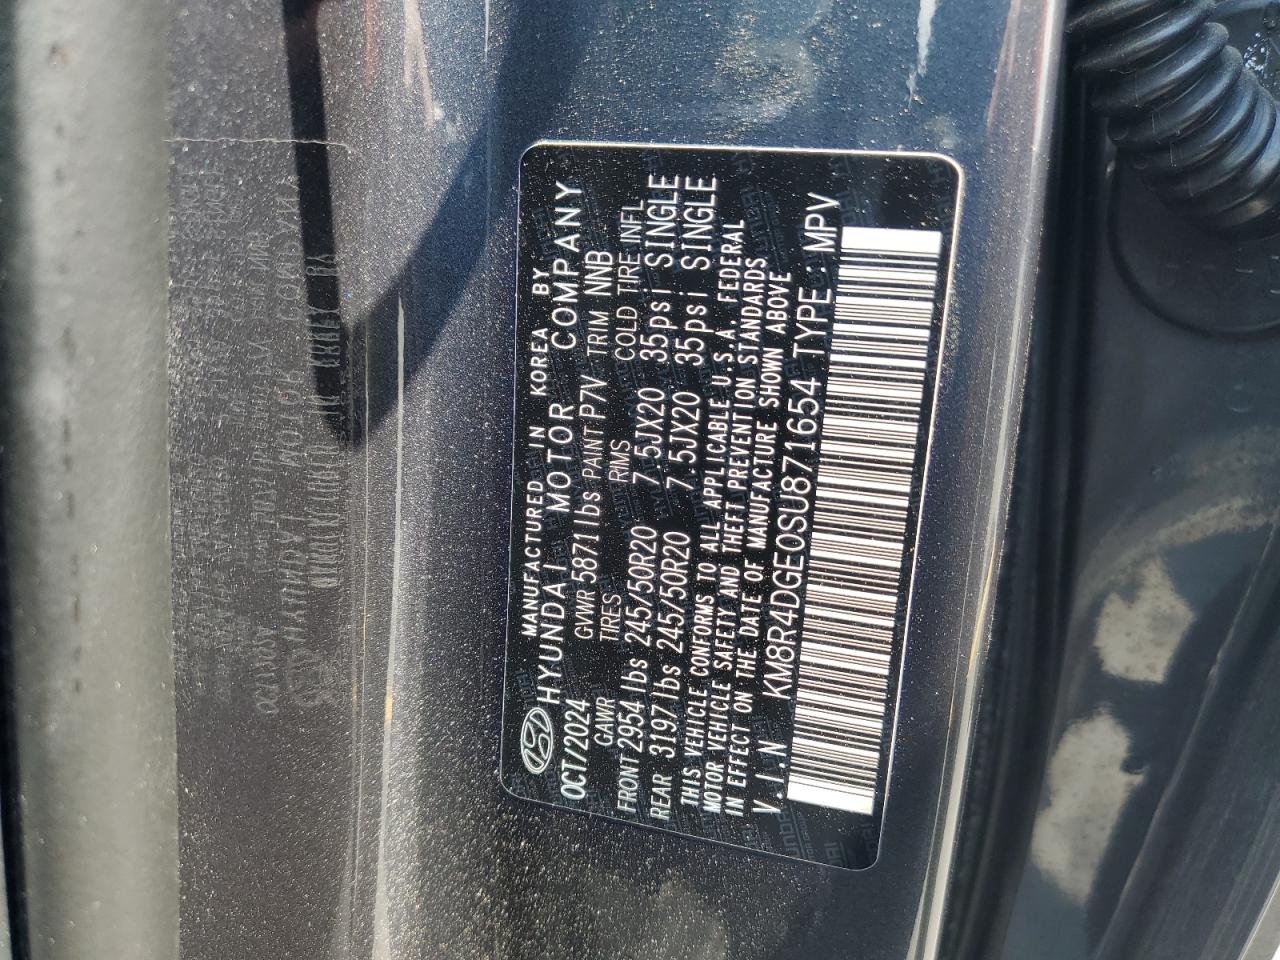 MANUFACTURED IN KOREA BY
HYUNDAI MOTOR COMPANY
OCT/2024 GVWR 5871lbs PAINT P7V TRIM NNB
GAWR TIRES RIMS COLD TIRE INFL
FRONT 2954lbs 245/50R20 7.5JX20 35psi SINGLE
REAR 3197lbs 245/50R20 7.5JX20 35psi SINGLE
THIS VEHICLE CONFORMS TO ALL APPLICABLE U.S.A. FEDERAL
MOTOR VEHICLE SAFETY AND THEFT PREVENTION STANDARDS
IN EFFECT ON THE DATE OF MANUFACTURE SHOWN ABOVE
V.I.N KM8R4DGE0SU871654 TYPE: MPV